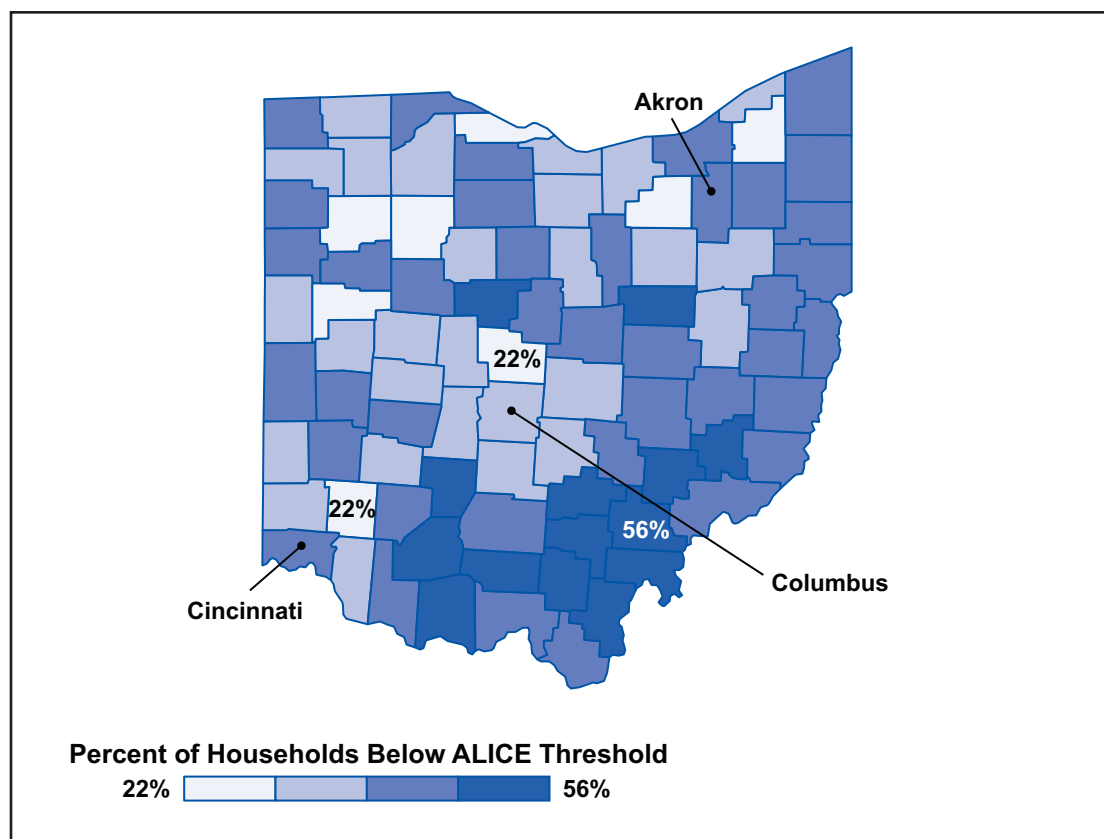 Akron
22%
22%
56%
Columbus
Cincinnati
Percent of Households Below ALICE Threshold
22% 56%